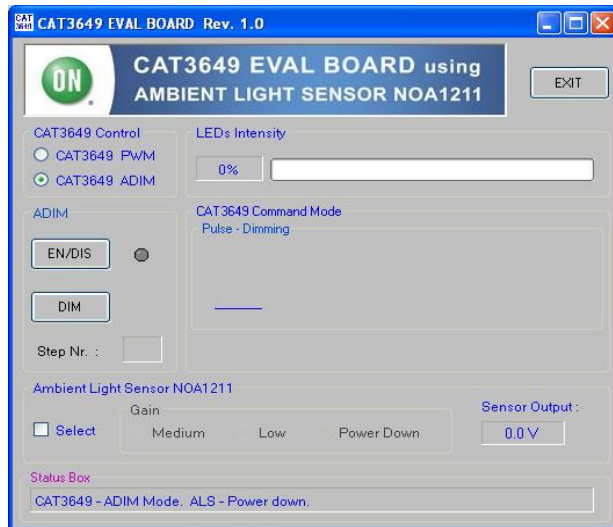 CAT 3649 CAT3649 EVAL BOARD Rev. 1.0
ON ®
CAT3649 EVAL BOARD using
AMBIENT LIGHT SENSOR NOA1211
EXIT
CAT3649 Control
CAT3649 PWM
CAT3649 ADIM
LEDs Intensity
0%
ADIM
EN/DIS
DIM
Step Nr. :
CAT3649 Command Mode
Pulse - Dimming
Ambient Light Sensor NOA1211
Select
Gain
Medium Low Power Down
Sensor Output :
0.0 V
Status Box
CAT3649 - ADIM Mode. ALS - Power down.